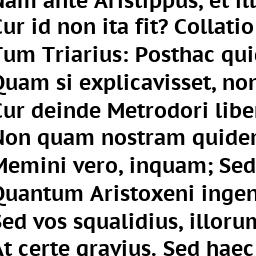 Nam ante Aristippus, et ill
Cur id non ita fit? Collatio
Tum Triarius: Posthac qui
Quam si explicavisset, non
Cur deinde Metrodori liber
Non quam nostram quidem
Memini vero, inquam; Sed
Quantum Aristoxeni ingen
Sed vos squalidius, illorum
At certe gravius. Sed haec